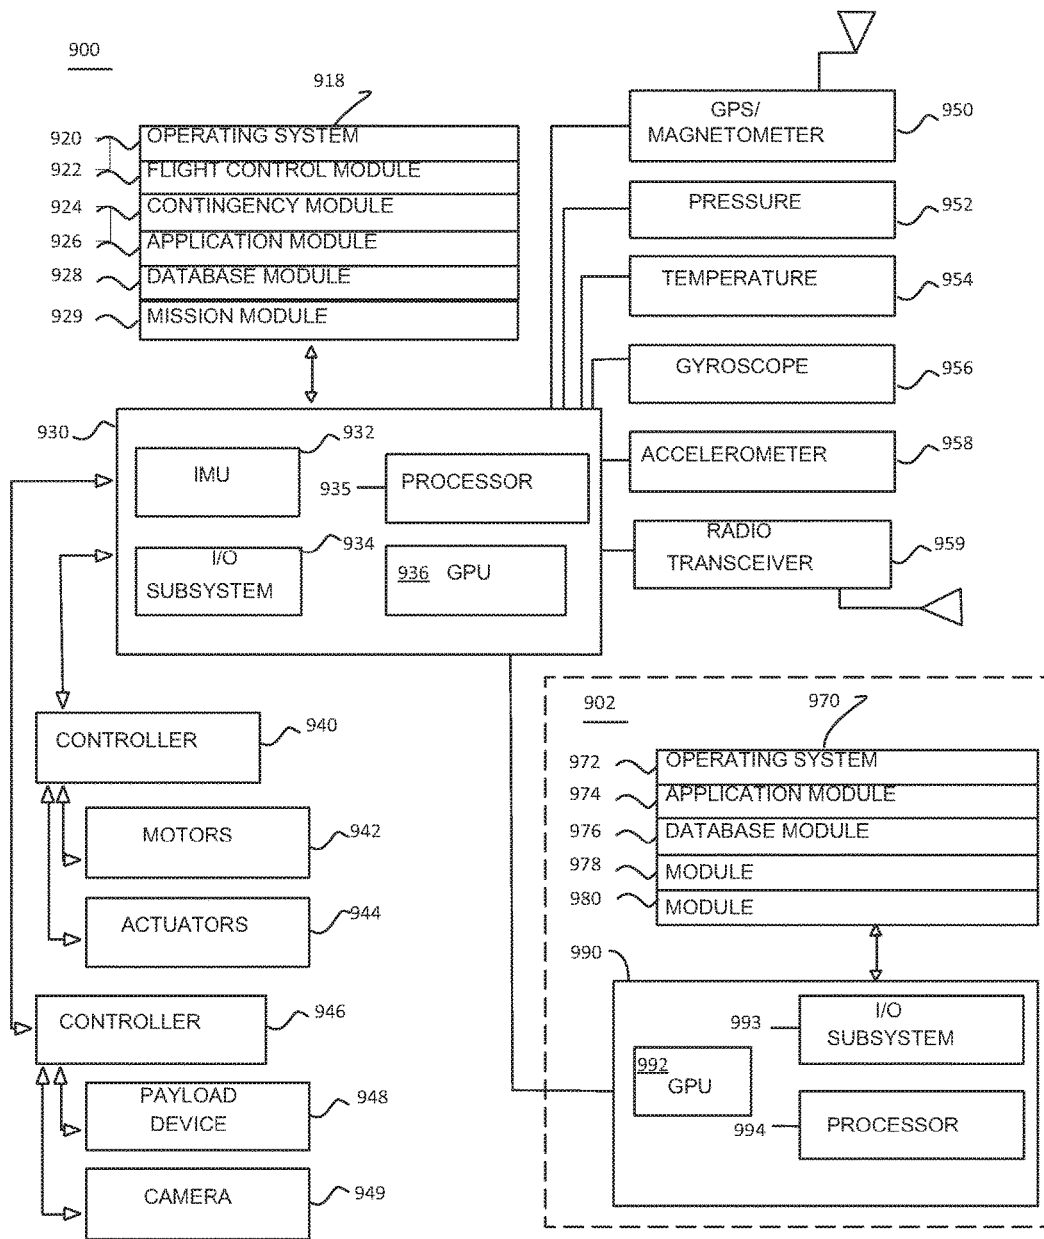 900
918
920 OPERATING SYSTEM
922 FLIGHT CONTROL MODULE
924 CONTINGENCY MODULE
926 APPLICATION MODULE
928 DATABASE MODULE
929 MISSION MODULE
GPS/
MAGNETOMETER 950
PRESSURE 952
TEMPERATURE 954
GYROSCOPE 956
ACCELEROMETER 958
RADIO
TRANSCEIVER 959
930
932
IMU
935 PROCESSOR
934
I/O
SUBSYSTEM
936 GPU
CONTROLLER 940
MOTORS 942
ACTUATORS 944
CONTROLLER 946
PAYLOAD
DEVICE 948
CAMERA 949
902
970
972 OPERATING SYSTEM
974 APPLICATION MODULE
976 DATABASE MODULE
978 MODULE
980 MODULE
990
993
I/O
SUBSYSTEM
992
GPU
994 PROCESSOR